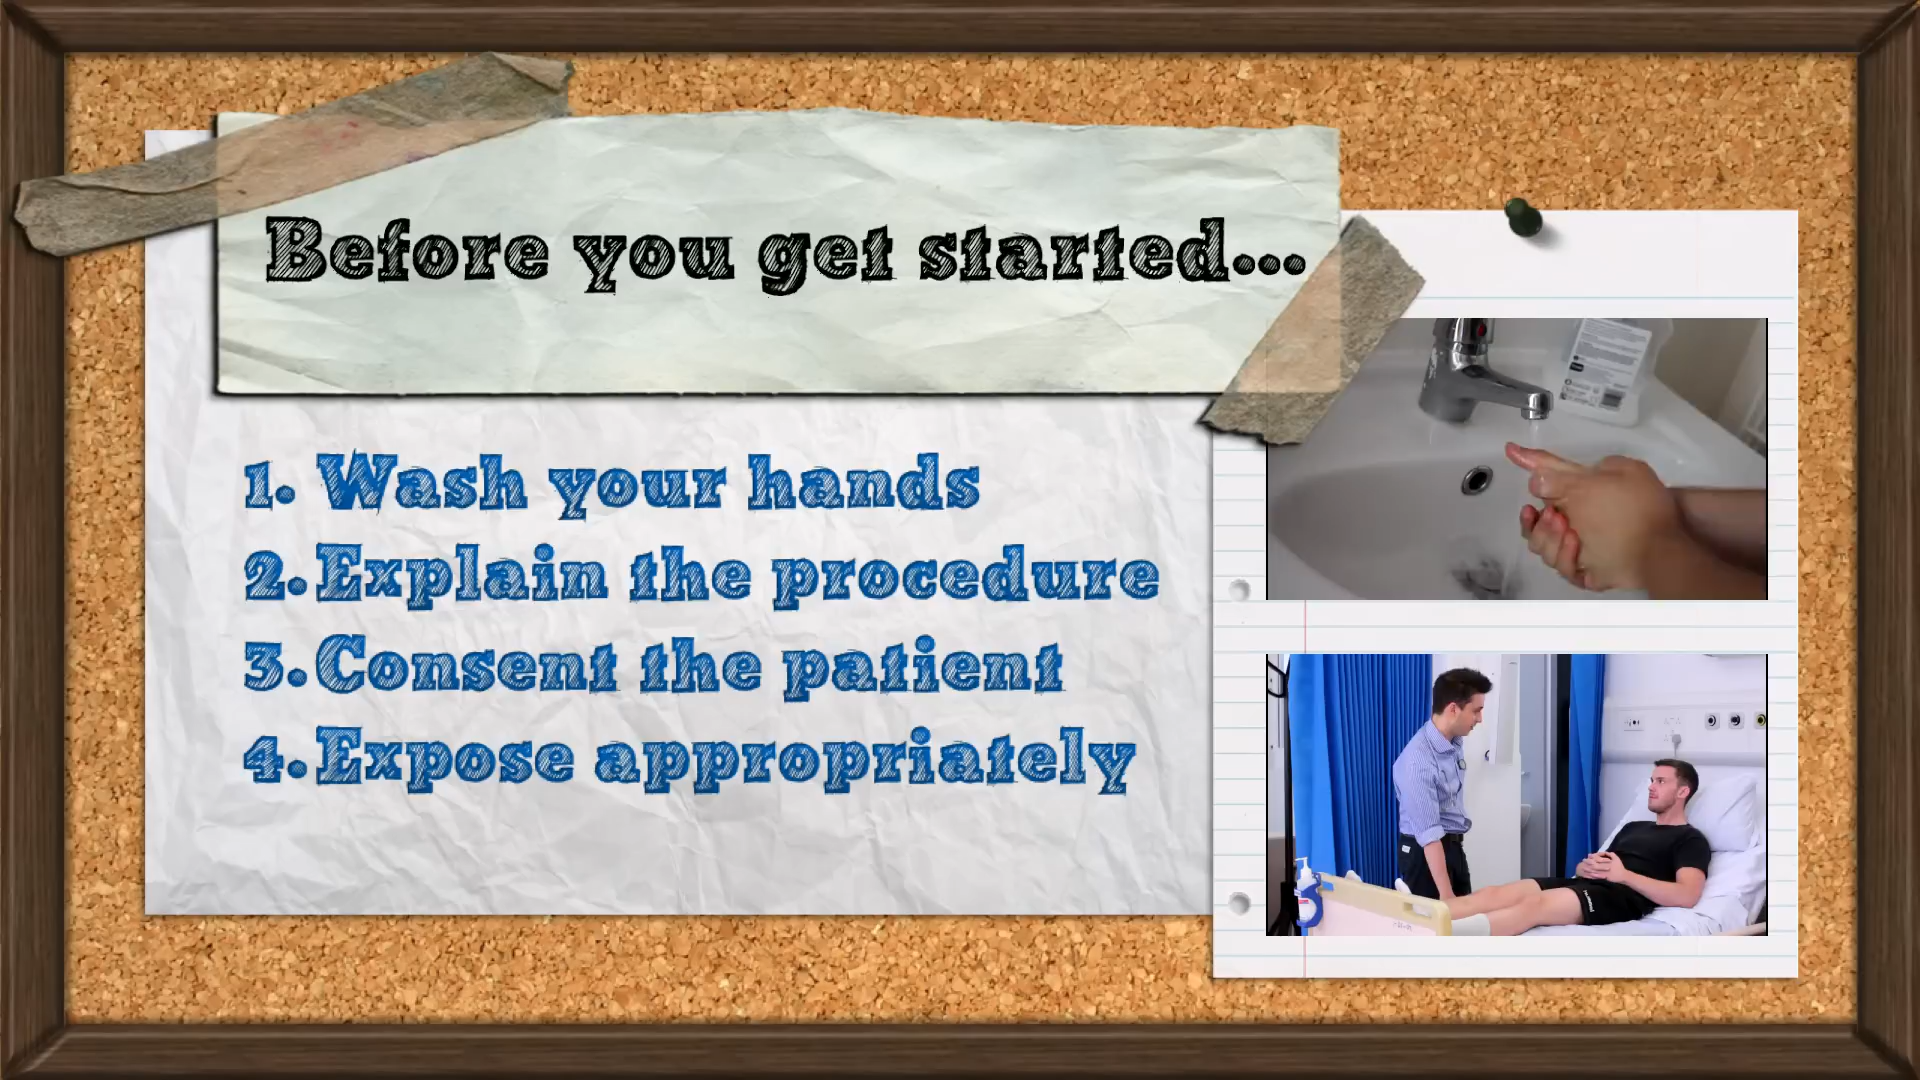 Before you get started...
1. Wash your hands
2. Explain the procedure
3. Consent the patient
4. Expose appropriately